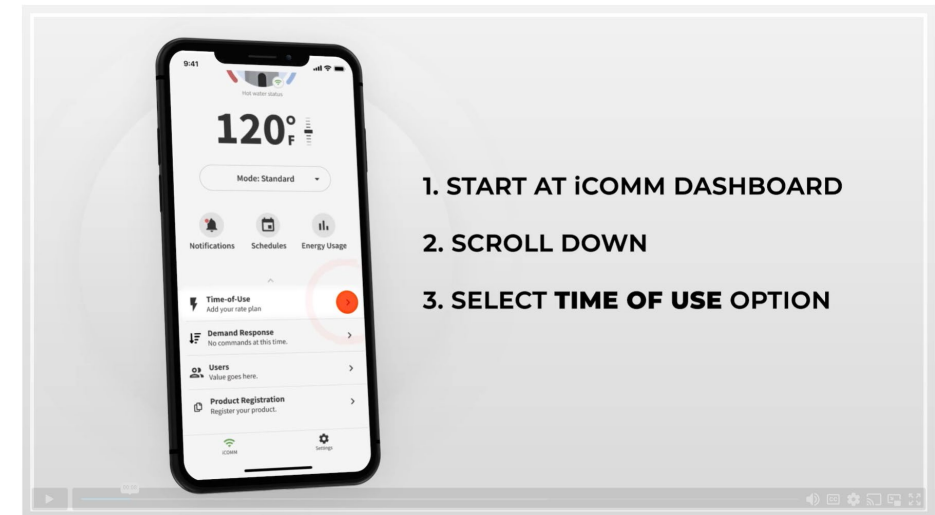 9:41
Hot water status
120°F
Mode: Standard
Notifications Schedules Energy Usage
Time-of-Use
Add your rate plan
Demand Response
No commands at this time.
Users
Value goes here.
Product Registration
Register your product.
iCOMM Settings
1. START AT iCOMM DASHBOARD
2. SCROLL DOWN
3. SELECT TIME OF USE OPTION